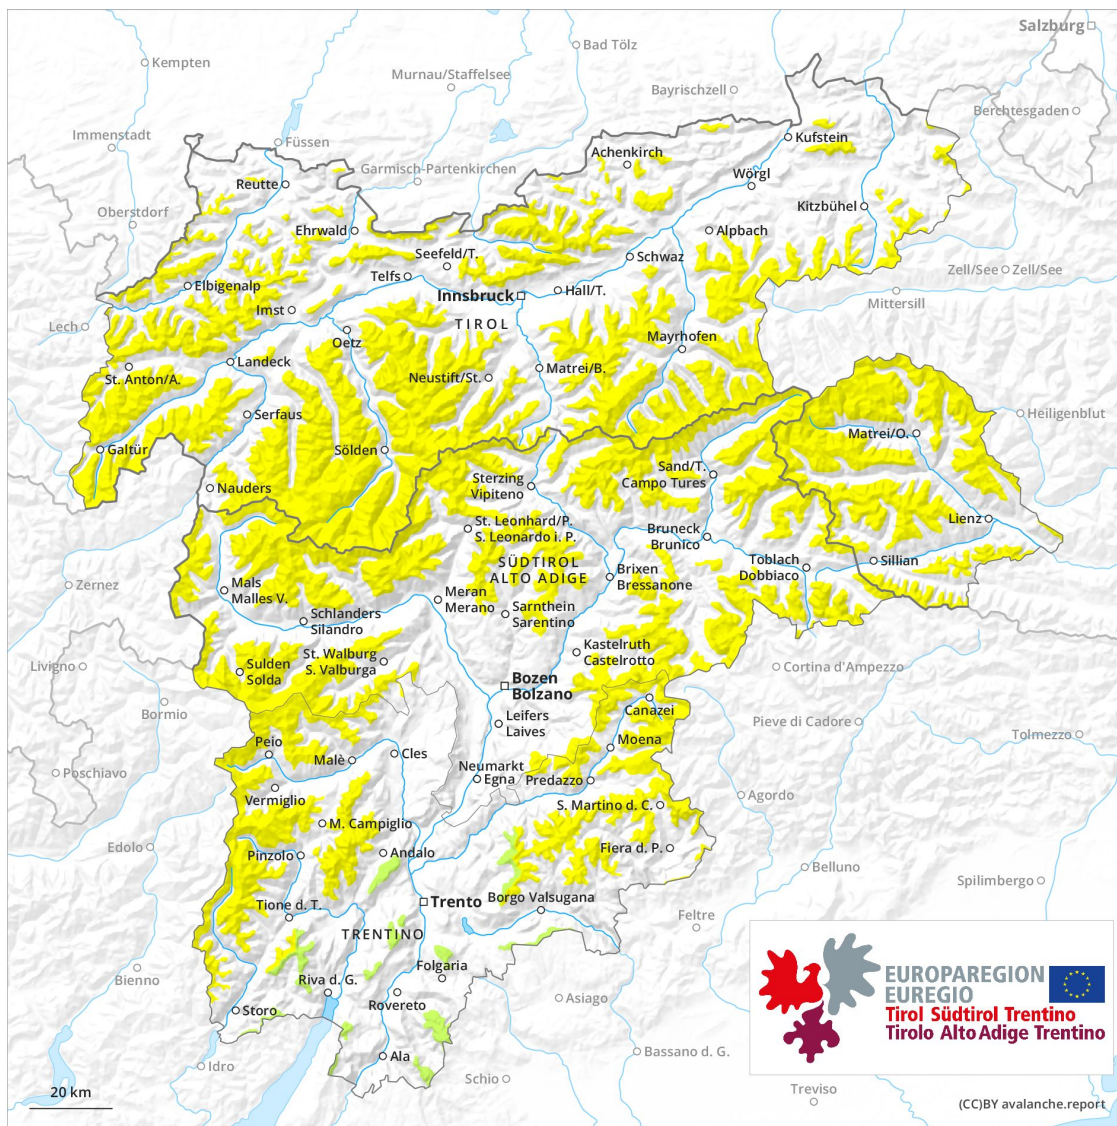 Salzburg
Bad Tölz
Kempten
Murnau/Staffelsee
Bayrischzell
Berchtesgaden
Immenstadt
Füssen
Kufstein
Achenkirch
Garmisch-Partenkirchen
Wörgl
Reutte
Oberstdorf
Kitzbühel
Ehrwald
Alpbach
Seefeld/T.
Schwaz
Telfs
Zell/See
Zell/See
Elbigenalp
Innsbruck
Hall/T.
Mittersill
Imst
TIROL
Lech
Oetz
Mayrhofen
Landeck
Matrei/B.
St. Anton/A.
Neustift/St.
Serfaus
Heiligenblut
Matrei/O.
Galtür
Sölden
Sand/T.
Campo Tures
Sterzing
Vipiteno
Nauders
St. Leonhard/P.
S. Leonardo i. P.
Lienz
Bruneck
Brunico
SÜDTIROL
ALTO ADIGE
Toblach
Dobbiaco
Sillian
Brixen
Bressanone
Zernez
Mals
Malles V.
Meran
Merano
Sarnthein
Sarentino
Schlanders
Silandro
Kastelruth
Castelrotto
St. Walburg
S. Valburga
Livigno
Sulden
Solda
Cortina d'Ampezzo
Bozen
Bolzano
Bormio
Canazei
Leifers
Laives
Pieve di Cadore
Tolmezzo
Peio
Moena
Cles
Malè
Poschiavo
Neumarkt
Egna
Predazzo
Vermiglio
Agordo
S. Martino d. C.
M. Campiglio
Edolo
Pinzolo
Andalo
Fiera d. P.
Belluno
Spilimbergo
Tione d. T.
Trento
Borgo Valsugana
Feltre
TRENTINO
Folgaria
Bienno
Riva d. G.
Rovereto
Asiago
Storo
EUROPAREGION
EUREGIO
Tirol Südtirol Trentino
Tirolo Alto Adige Trentino
Ala
Bassano d. G.
Idro
Schio
Treviso
20 km
(CC)BY avalanche.report